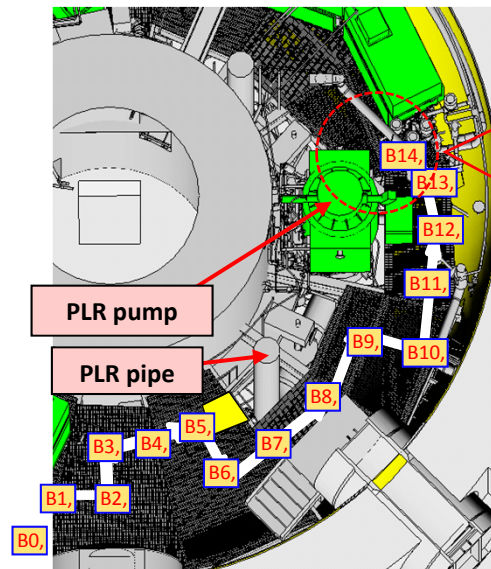 B14,
B13,
B12,
B11,
PLR pump
B9,
B10,
PLR pipe
B8,
B5,
B4,
B3,
B7,
B6,
B1,
B2,
B0,